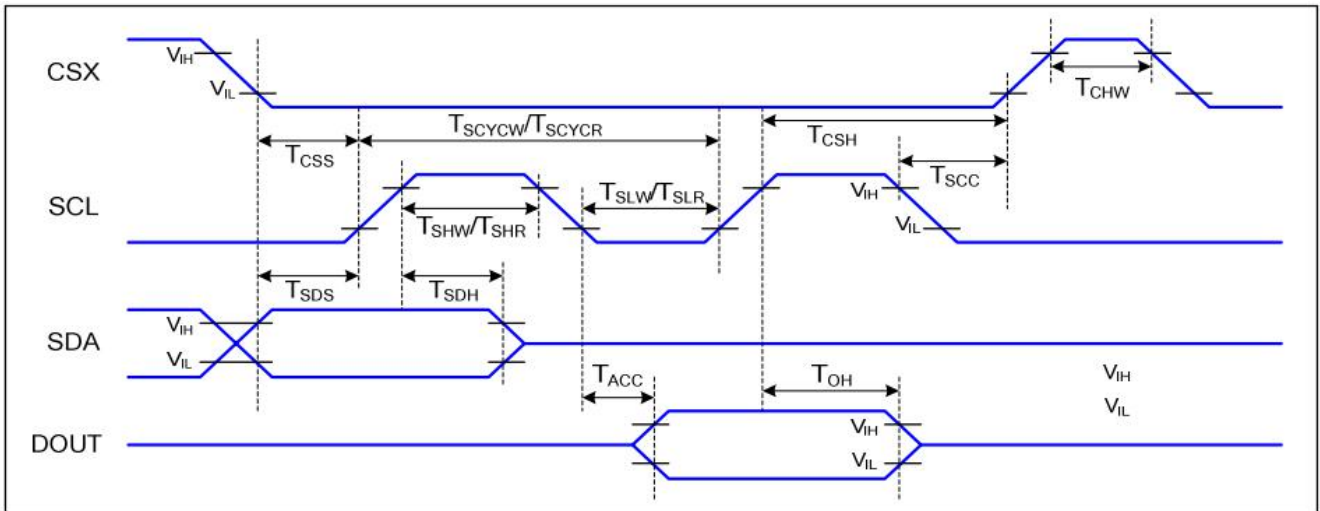 CSX
VIH
VIL
TCHW
TSCYCW/TSCYCR
TCSS
TCSH
TSCC
SCL
TSLW/TSLR
VIH
TSHW/TSHR
VIL
TSDS
TSDH
SDA
VIH
VIL
TACC
TOH
VIH
VIL
DOUT
VIH
VIL